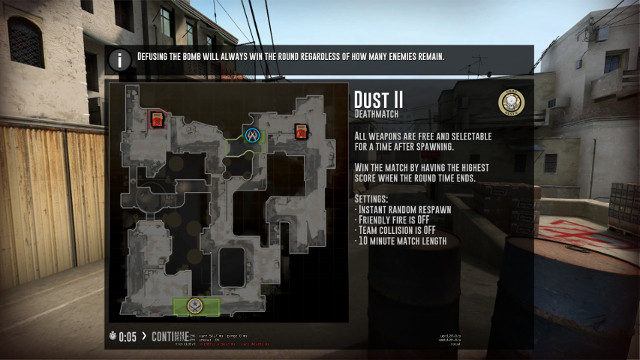 DEFUSING THE BOMB WILL ALWAYS WIN THE ROUND REGARDLESS OF HOW MANY ENEMIES REMAIN.
DUST II
DEATHMATCH
ALL WEAPONS ARE FREE AND SELECTABLE
FOR A TIME AFTER SPAWNING.
WIN THE MATCH BY HAVING THE HIGHEST
SCORE WHEN THE ROUND TIME ENDS.
SETTINGS:
· INSTANT RANDOM RESPAWN
· FRIENDLY FIRE IS OFF
· TEAM COLLISION IS OFF
· 10 MINUTE MATCH LENGTH
0:05 > CONTINUE